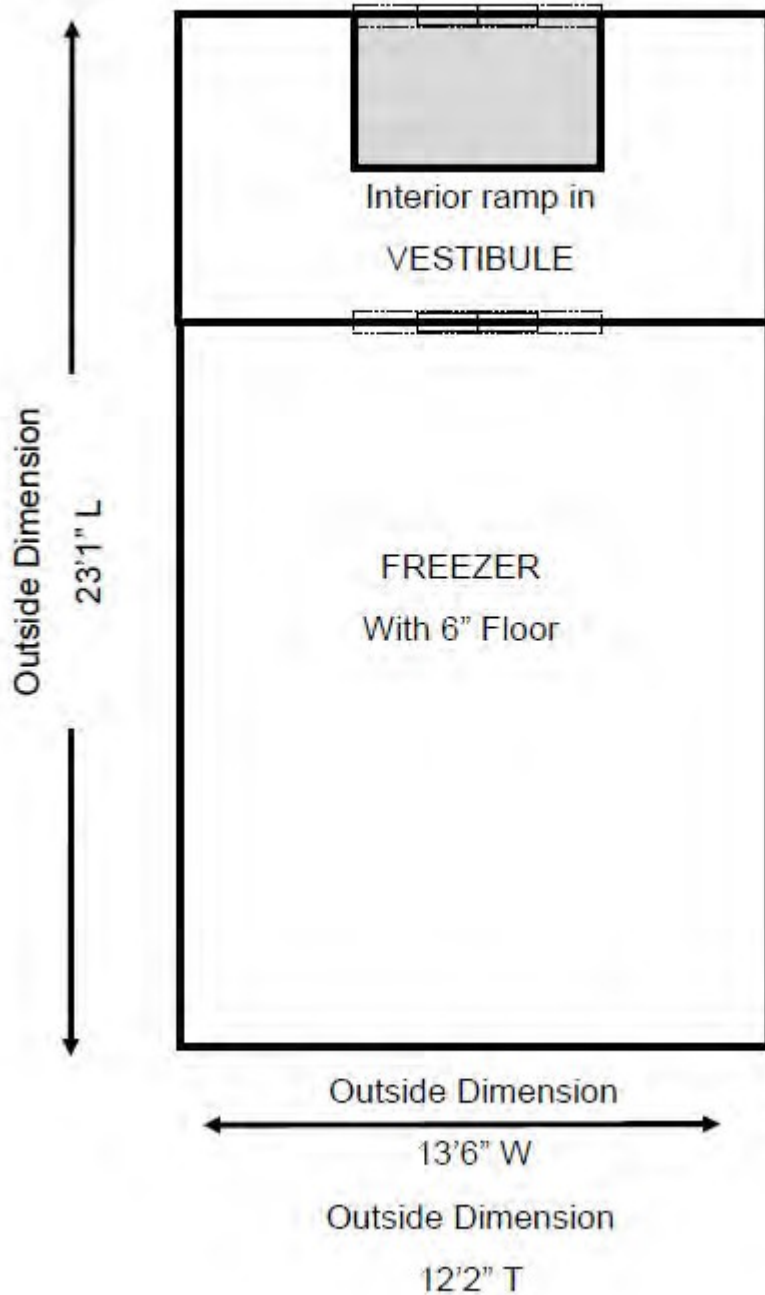 Interior ramp in
VESTIBULE
Outside Dimension
23’1” L
FREEZER
With 6” Floor
Outside Dimension
13’6” W
Outside Dimension
12’2” T